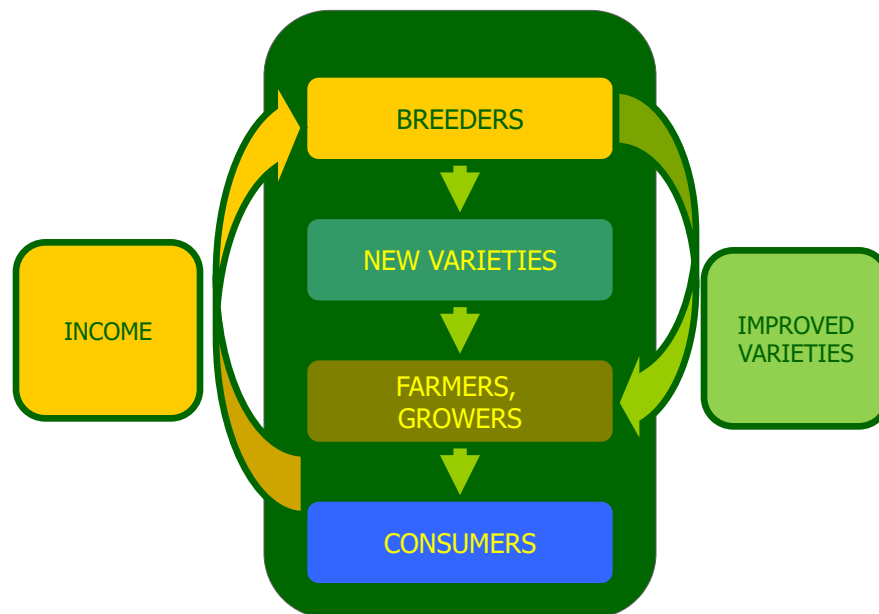 BREEDERS
NEW VARIETIES
INCOME
IMPROVED
VARIETIES
FARMERS,
GROWERS
CONSUMERS